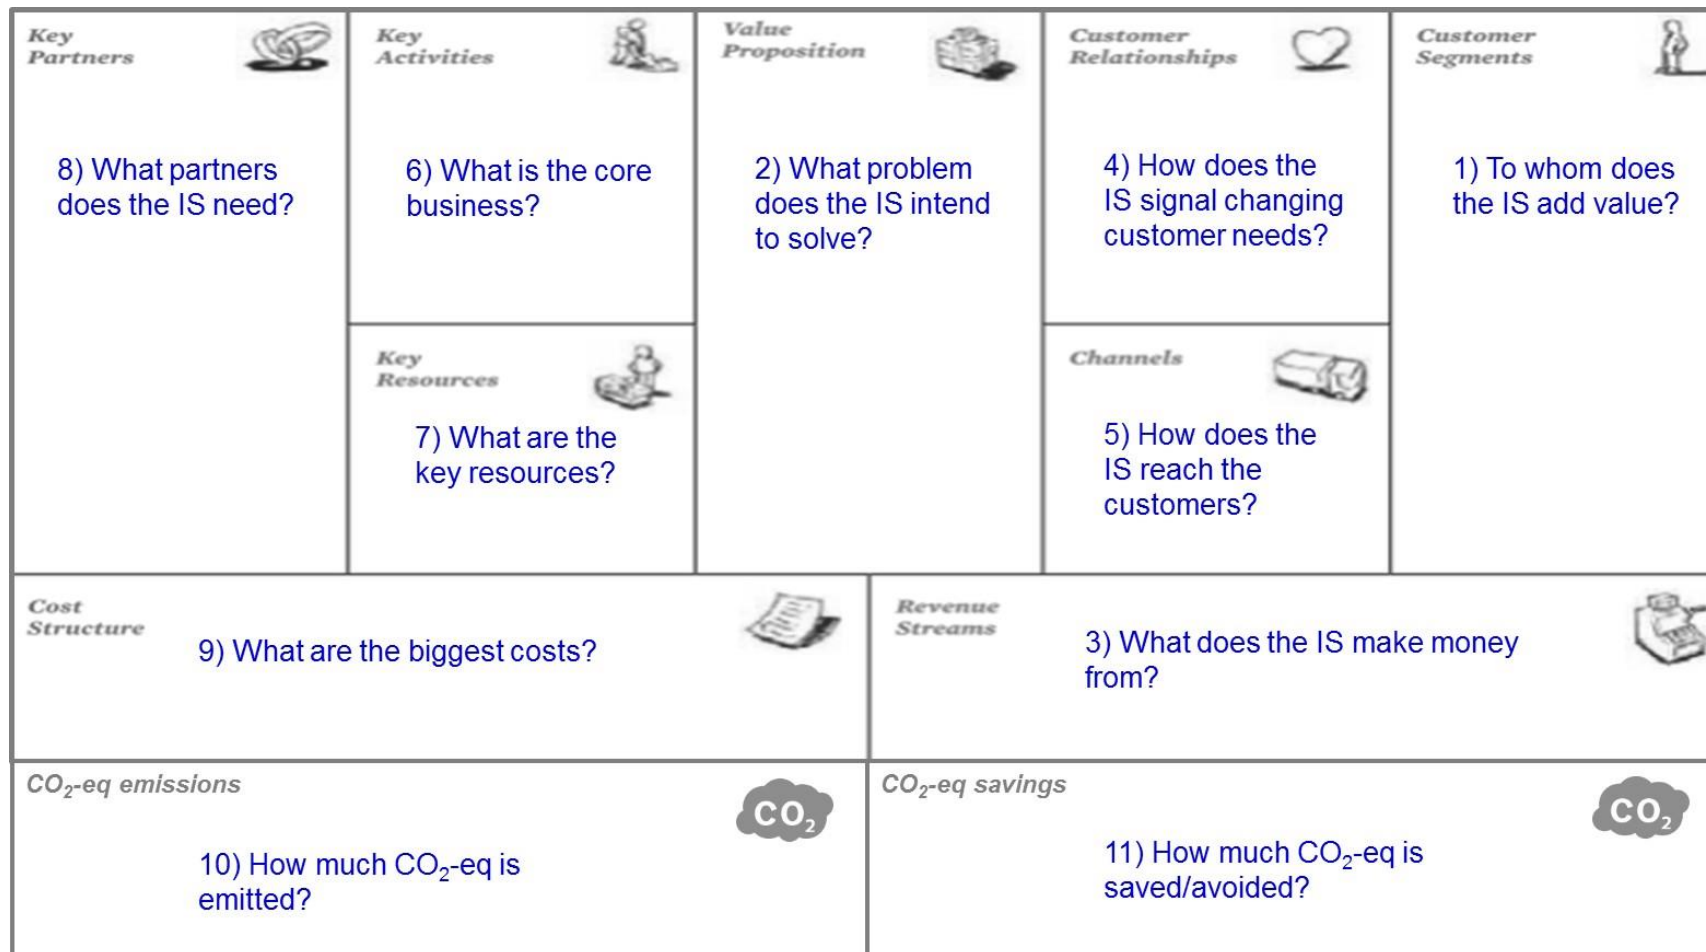 Key
Partners
8) What partners
does the IS need?
Key
Activities
6) What is the core
business?
Key
Resources
7) What are the
key resources?
Value
Proposition
2) What problem
does the IS intend
to solve?
Customer
Relationships
4) How does the
IS signal changing
customer needs?
Channels
5) How does the
IS reach the
customers?
Customer
Segments
1) To whom does
the IS add value?
Cost
Structure
9) What are the biggest costs?
Revenue
Streams
3) What does the IS make money
from?
CO₂-eq emissions
CO₂
10) How much CO₂-eq is
emitted?
CO₂-eq savings
CO₂
11) How much CO₂-eq is
saved/avoided?